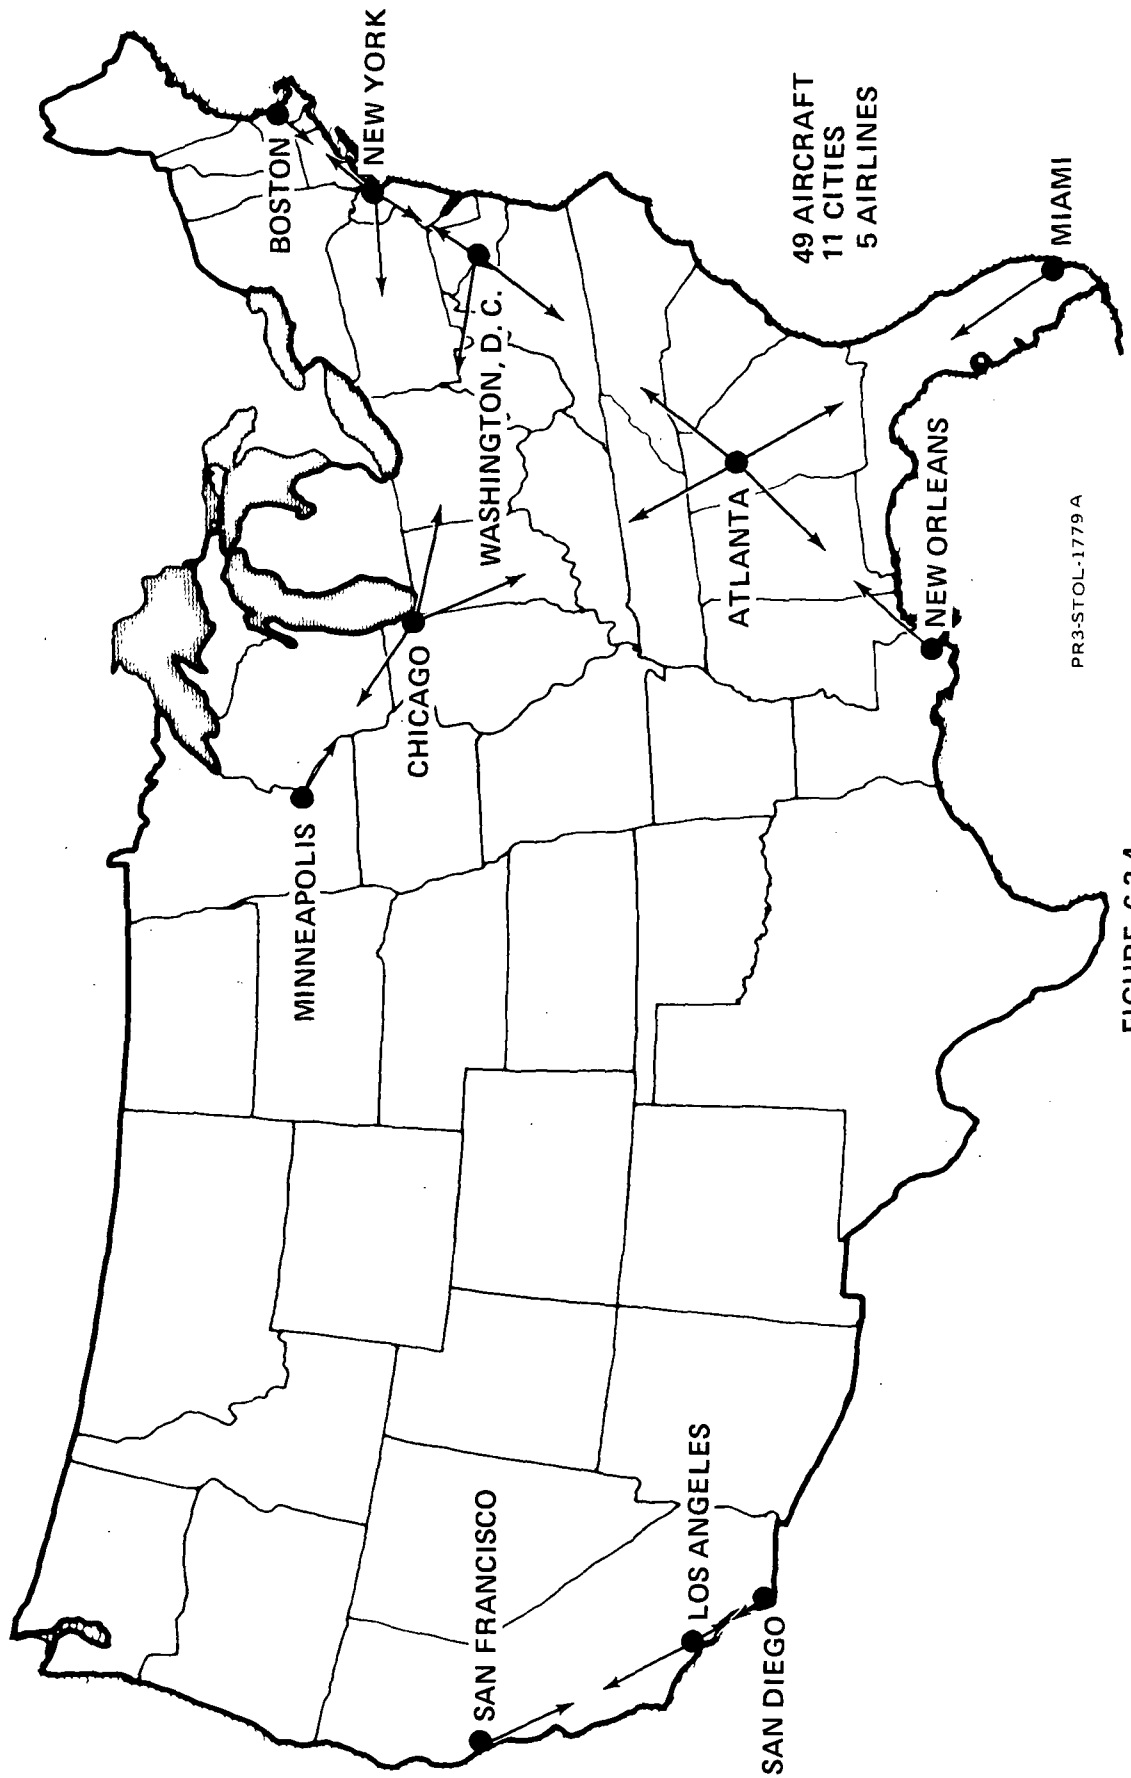 BOSTON
NEW YORK
WASHINGTON, D. C.
49 AIRCRAFT
11 CITIES
5 AIRLINES
MIAMI
CHICAGO
ATLANTA
NEW ORLEANS
MINNEAPOLIS
PR3-STOL-1779 A
SAN FRANCISCO
LOS ANGELES
SAN DIEGO